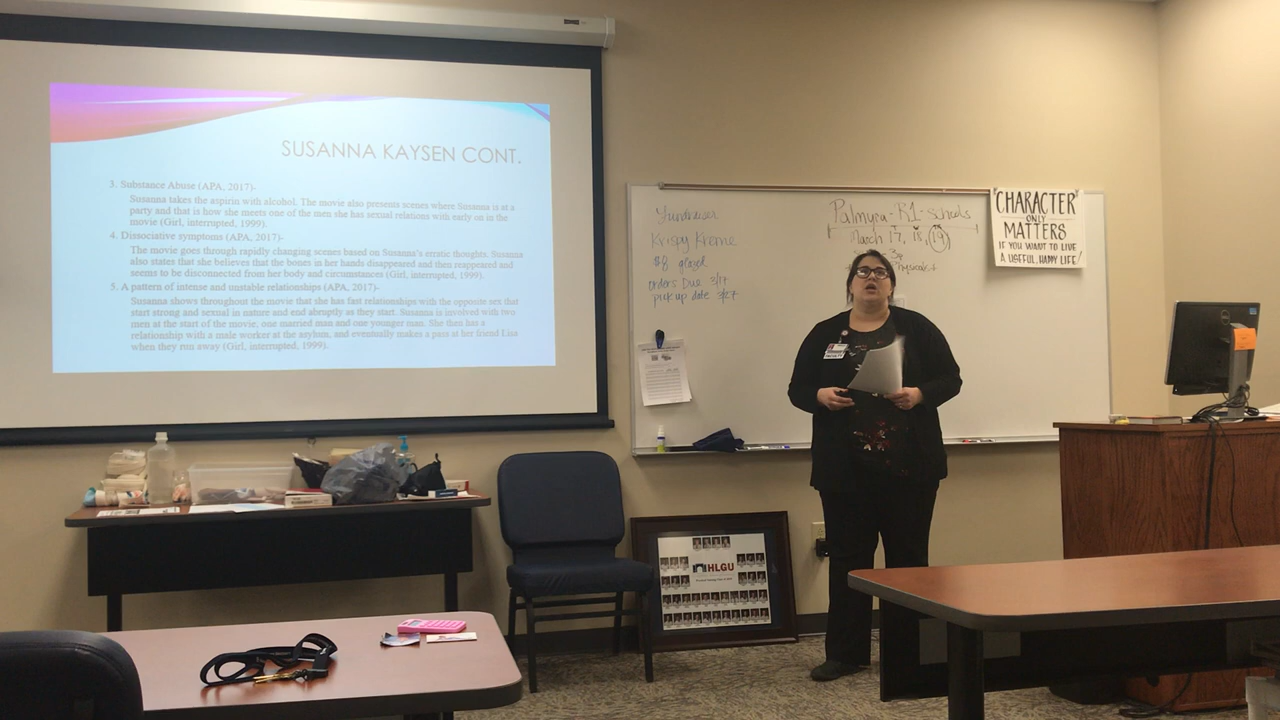 SUSANNA KAYSEN CONT.
3. Substance Abuse (APA, 2017)-
Susanna takes the aspirin with alcohol. The movie also presents scenes where Susanna is at a
party and that is how she meets one of the men she has sexual relations with early on in the
movie (Girl, interrupted, 1999).
4. Dissociative symptoms (APA, 2017)-
The movie goes through rapidly changing scenes based on Susanna's erratic thoughts. Susanna
also states that she believes that the bones in her hands disappeared and then reappeared and
seems to be disconnected from her body and circumstances (Girl, interrupted, 1999).
5. A pattern of intense and unstable relationships (APA, 2017)-
Susanna shows throughout the movie that she has fast relationships with the opposite sex that
start strong and sexual in nature and end abruptly as they start. Susanna is involved with two
men at the start of the movie, one married man and one younger man. She then has a
relationship with a male worker at the asylum, and eventually makes a pass at her friend Lisa
when they run away (Girl, interrupted, 1999).
Fundraiser
Krispy Kreme
$8 glazed
orders Due 3/17
pick up date 3/27
Palmyra-R1-schools
March 17, 18, 19
CHARACTER
ONLY
MATTERS
IF YOU WANT TO LIVE
A USEFUL, HAPPY LIFE!
HLGU